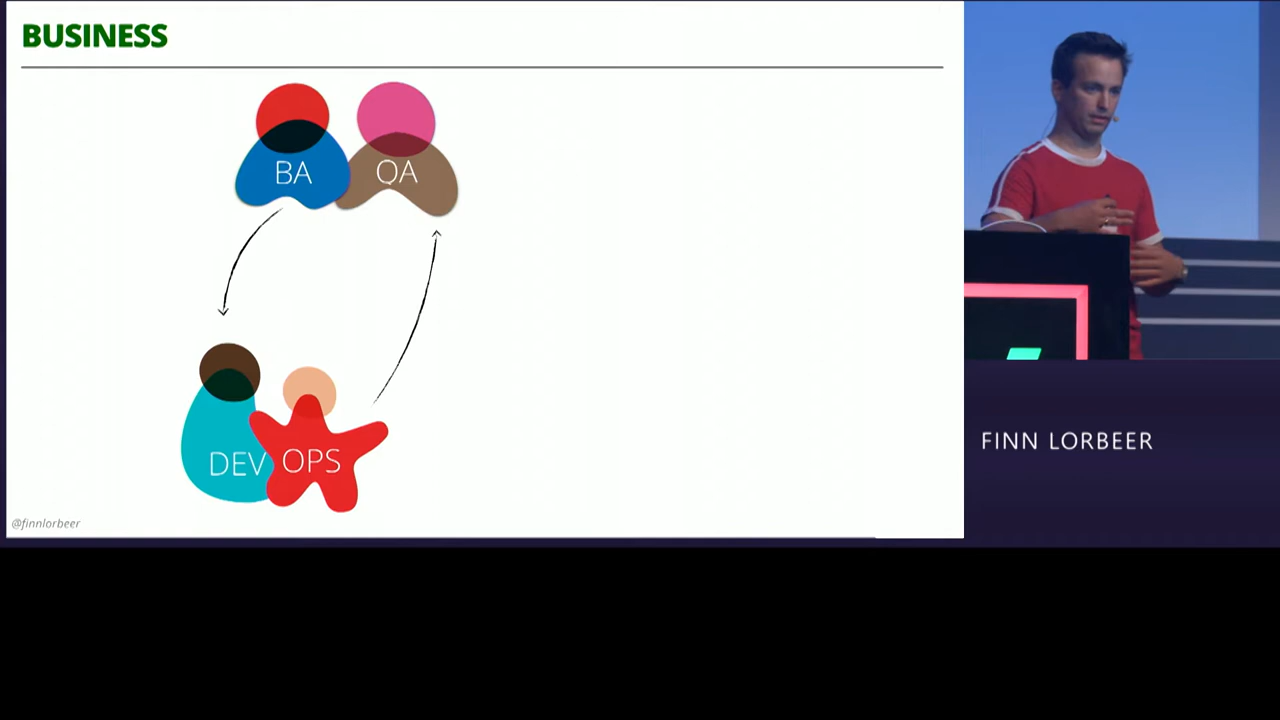 BUSINESS
BA
QA
DEV
OPS
@finnlorbeer
FINN LORBEER